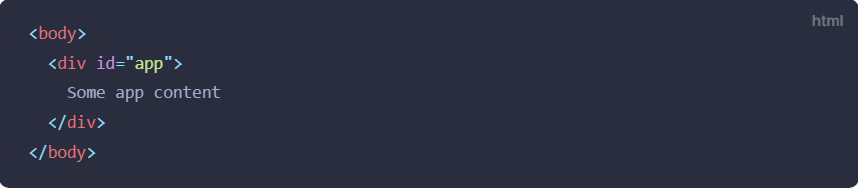 html
<body>
  <div id="app">
    Some app content
  </div>
</body>